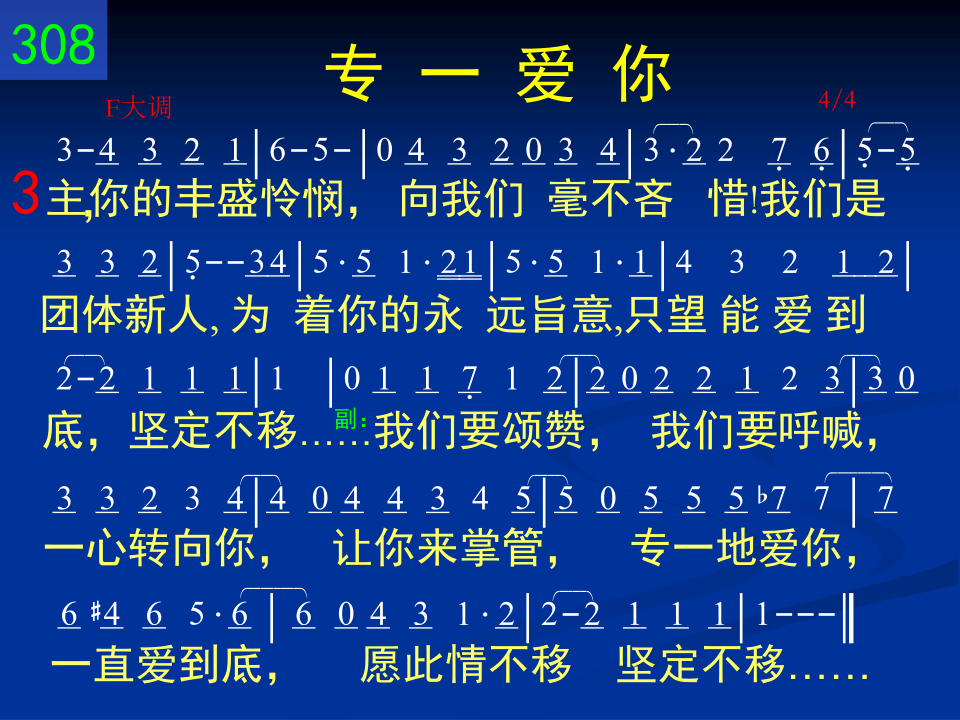 308
专 一 爱 你
F大调 4/4
3-4 3 2 1|6-5-|0 4 3 2 0 3 4|3·2 2 7 6|5-5
3 主,你的丰盛怜悯， 向我们 毫不吝 惜!我们是
3 3 2|5--34|5·5 1·21|5·5 1·1|4 3 2 1 2|
团体新人, 为 着你的永 远旨意,只望 能 爱 到
2-2 1 1 1|1 |0 1 1 7 1 2|2 0 2 2 1 2 3|3 0
底，坚定不移……副：我们要颂赞， 我们要呼喊，
3 3 2 3 4|4 0 4 4 3 4 5|5 0 5 5 5 ♭7 7 | 7
一心转向你， 让你来掌管， 专一地爱你，
6 ♯4 6 5·6 | 6 0 4 3 1·2|2-2 1 1 1|1---‖
一直爱到底， 愿此情不移 坚定不移……